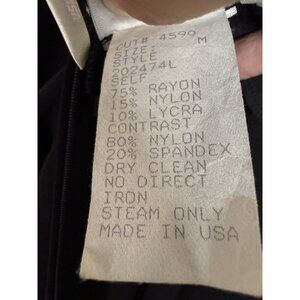 CUT# 4599
SIZE: M
STYLE
202474L
SELF
75% RAYON
15% NYLON
10% LYCRA
CONTRAST
80% NYLON
20% SPANDEX
DRY CLEAN
NO DIRECT
IRON
STEAM ONLY
MADE IN USA